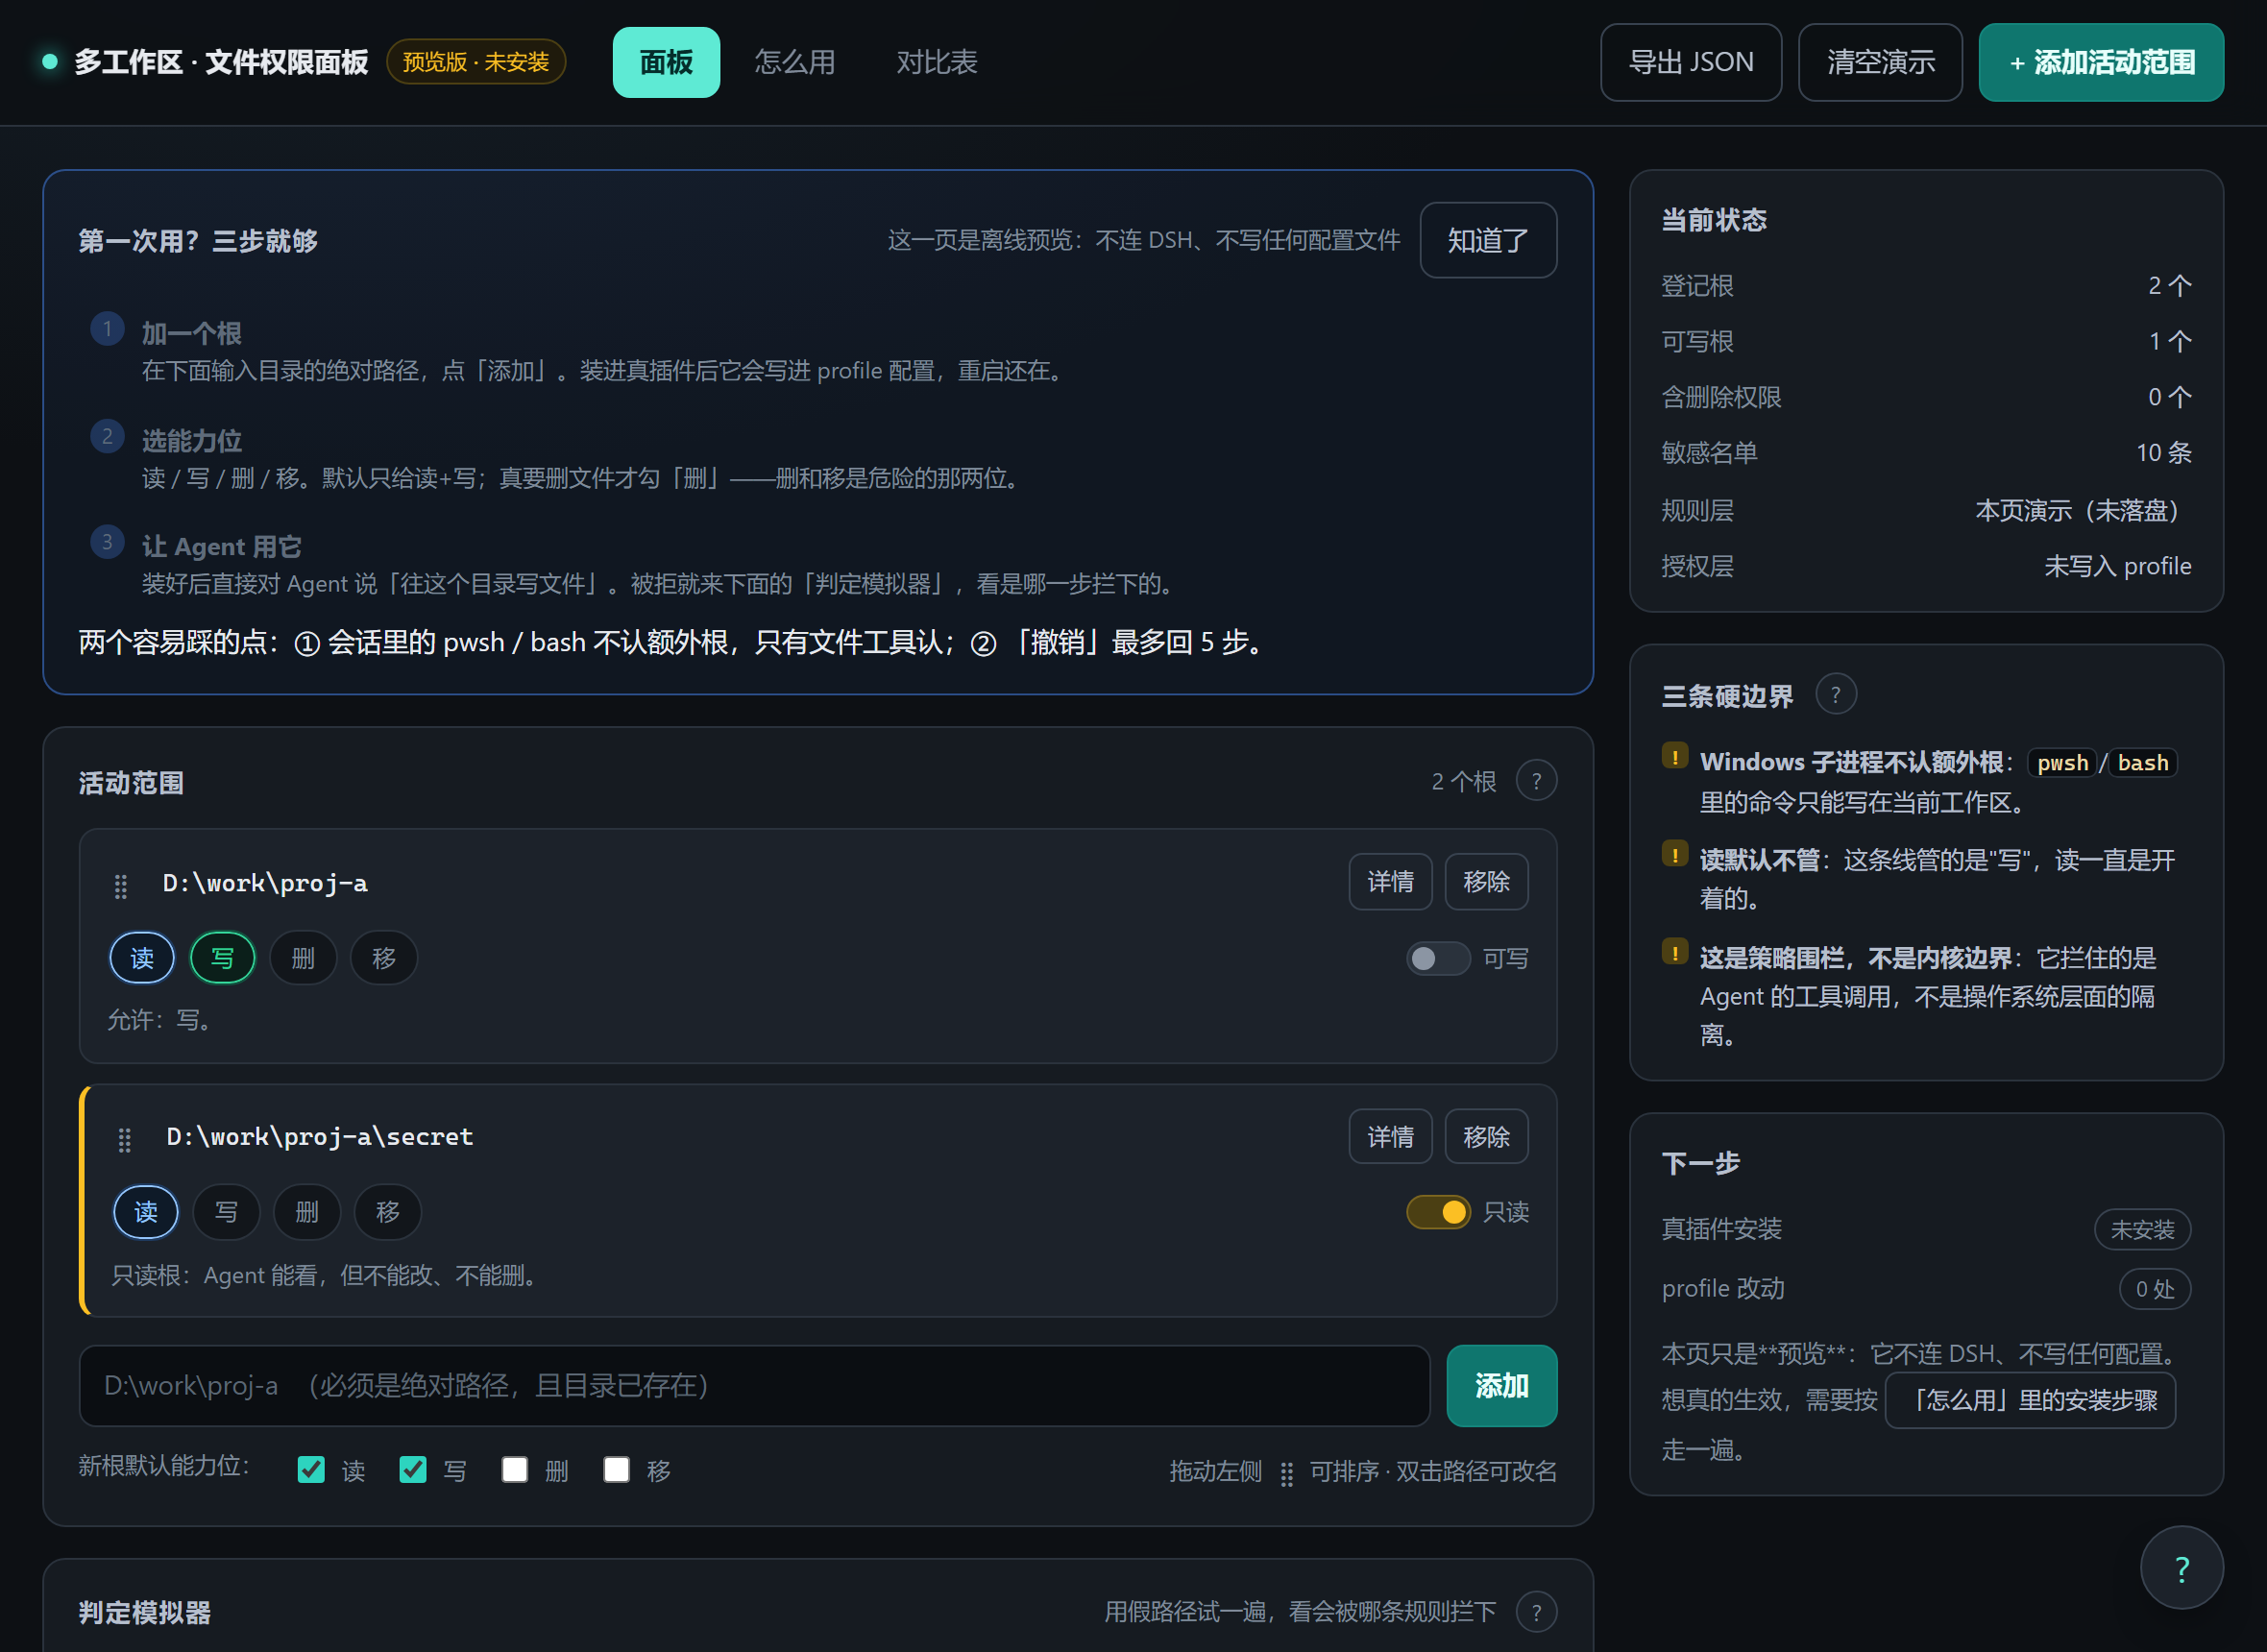 多工作区 · 文件权限面板
预览版 · 未安装
面板
怎么用
对比表
导出 JSON
清空演示
+ 添加活动范围
第一次用？三步就够
这一页是离线预览：不连 DSH、不写任何配置文件
知道了
1
加一个根
在下面输入目录的绝对路径，点「添加」。装进真插件后它会写进 profile 配置，重启还在。
2
选能力位
读 / 写 / 删 / 移。默认只给读+写；真要删文件才勾「删」——删和移是危险的那两位。
3
让 Agent 用它
装好后直接对 Agent 说「往这个目录写文件」。被拒就来下面的「判定模拟器」，看是哪一步拦下的。
两个容易踩的点：① 会话里的 pwsh / bash 不认额外根，只有文件工具认；② 「撤销」最多回 5 步。
活动范围
2 个根
?
D:\work\proj-a
详情
移除
读
写
删
移
可写
允许：写。
D:\work\proj-a\secret
详情
移除
读
写
删
移
只读
只读根：Agent 能看，但不能改、不能删。
D:\work\proj-a （必须是绝对路径，且目录已存在）
添加
新根默认能力位：
读
写
删
移
拖动左侧 ⣿ 可排序 · 双击路径可改名
判定模拟器
用假路径试一遍，看会被哪条规则拦下
?
当前状态
登记根
2 个
可写根
1 个
含删除权限
0 个
敏感名单
10 条
规则层
本页演示（未落盘）
授权层
未写入 profile
三条硬边界
?
! Windows 子进程不认额外根：pwsh/bash
里的命令只能写在当前工作区。
! 读默认不管：这条线管的是"写"，读一直是开
着的。
! 这是策略围栏，不是内核边界：它拦住的是
Agent 的工具调用，不是操作系统层面的隔
离。
下一步
真插件安装
未安装
profile 改动
0 处
本页只是**预览**：它不连 DSH、不写任何配置。
想真的生效，需要按 「怎么用」里的安装步骤
走一遍。
?